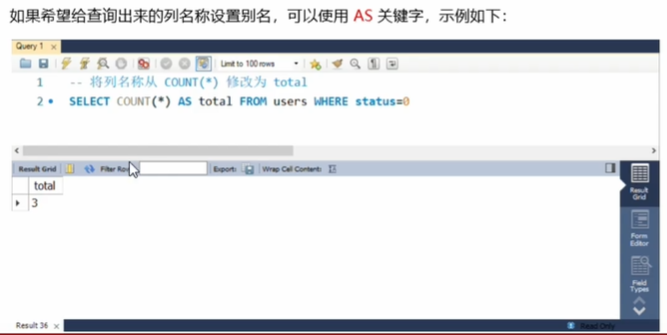 如果希望给查询出来的列名称设置别名，可以使用 AS 关键字，示例如下：
Query 1
Limit to 100 rows
1 -- 将列名称从 COUNT(*) 修改为 total
2 SELECT COUNT(*) AS total FROM users WHERE status=0
Result Grid Filter Export: Wrap Cell Content:
total
3
Result Grid
Form Editor
Field Types
Result 36 Read Only